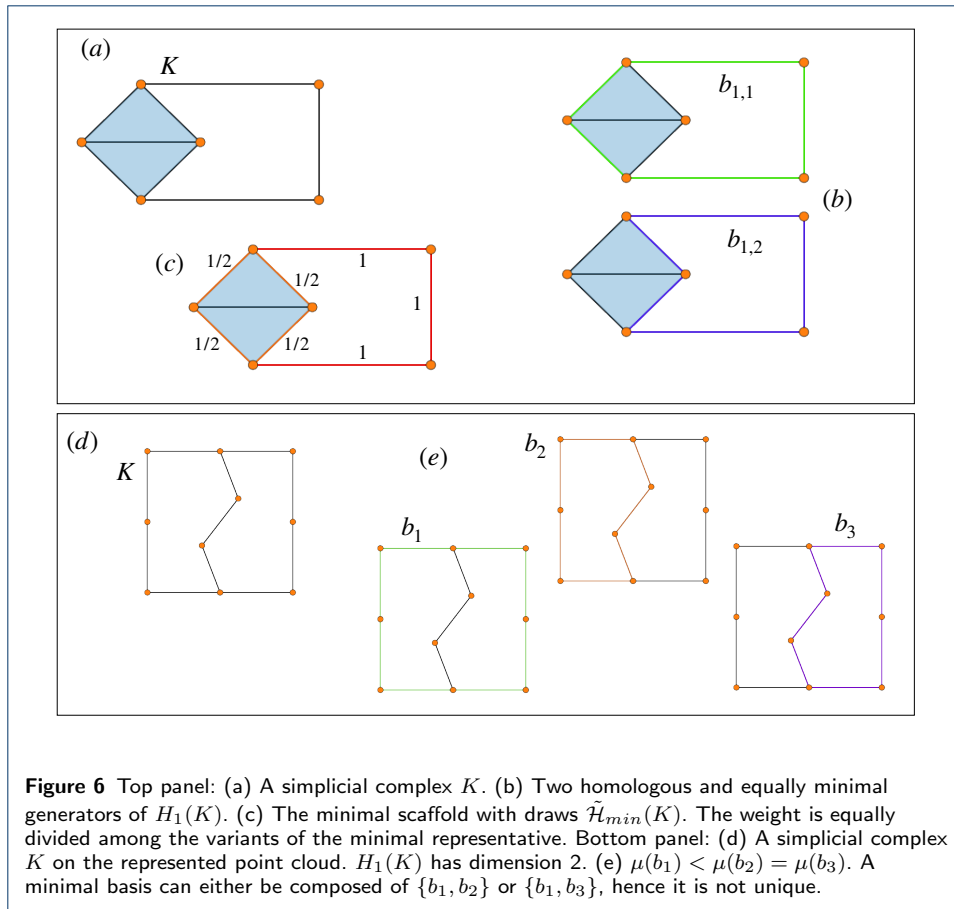 (a)
K
b1,1
(b)
b1,2
(c)
1/2
1/2
1
1
1/2
1/2
1
(d)
K
(e)
b1
b2
b3
Figure 6 Top panel: (a) A simplicial complex K. (b) Two homologous and equally minimal
generators of H1(K). (c) The minimal scaffold with draws H̃min(K). The weight is equally
divided among the variants of the minimal representative. Bottom panel: (d) A simplicial complex
K on the represented point cloud. H1(K) has dimension 2. (e) μ(b1) < μ(b2) = μ(b3). A
minimal basis can either be composed of {b1, b2} or {b1, b3}, hence it is not unique.